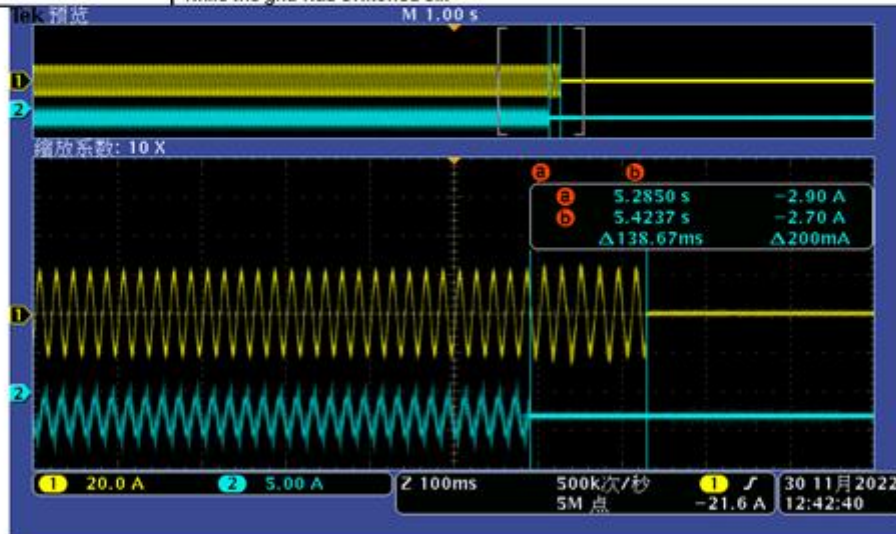 Tek 预览
M 1.00 s
1
2
缩放系数: 10 X
a b
a 5.2850 s −2.90 A
b 5.4237 s −2.70 A
Δ138.67ms Δ200mA
1
2
1 20.0 A 2 5.00 A Z 100ms 500k次/秒 1 30 11月 2022
5M 点 −21.6 A 12:42:40